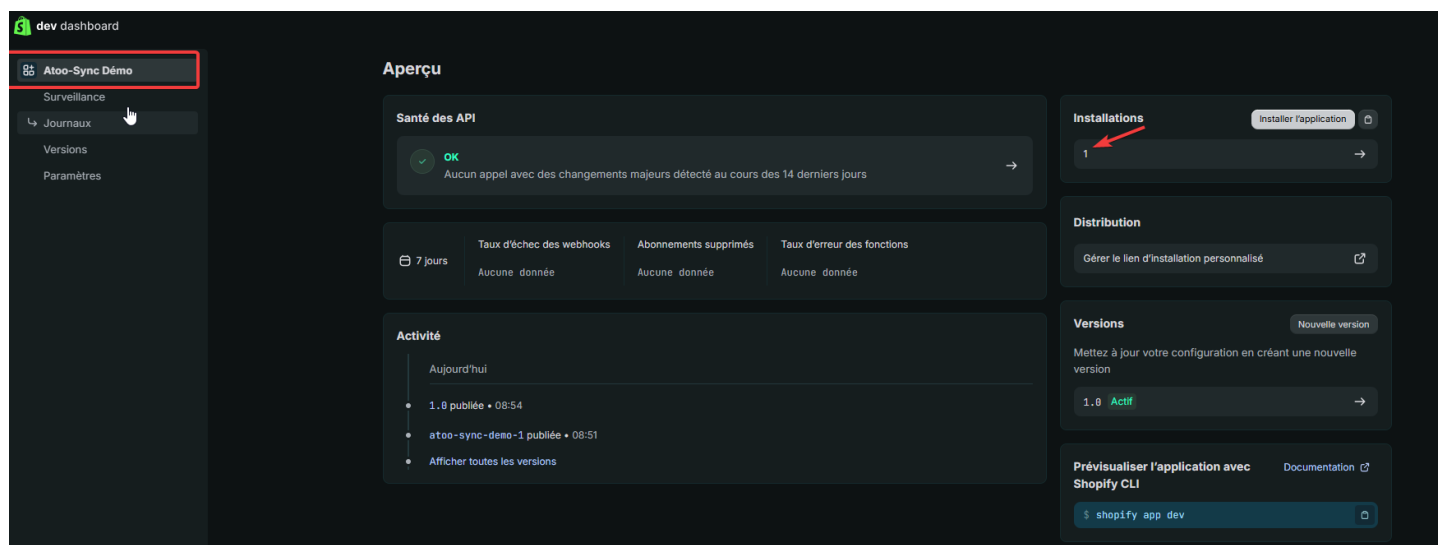 dev dashboard
Atoo-Sync Démo
Surveillance
Journaux
Versions
Paramètres
Aperçu
Santé des API
OK
Aucun appel avec des changements majeurs détecté au cours des 14 derniers jours
7 jours
Taux d'échec des webhooks
Aucune donnée
Abonnements supprimés
Aucune donnée
Taux d'erreur des fonctions
Aucune donnée
Activité
Aujourd'hui
1.0 publiée • 08:54
atoo-sync-demo-1 publiée • 08:51
Afficher toutes les versions
Installations
Installer l'application
1
Distribution
Gérer le lien d'installation personnalisé
Versions
Nouvelle version
Mettez à jour votre configuration en créant une nouvelle
version
1.0 Actif
Prévisualiser l'application avec
Shopify CLI
Documentation
$ shopify app dev